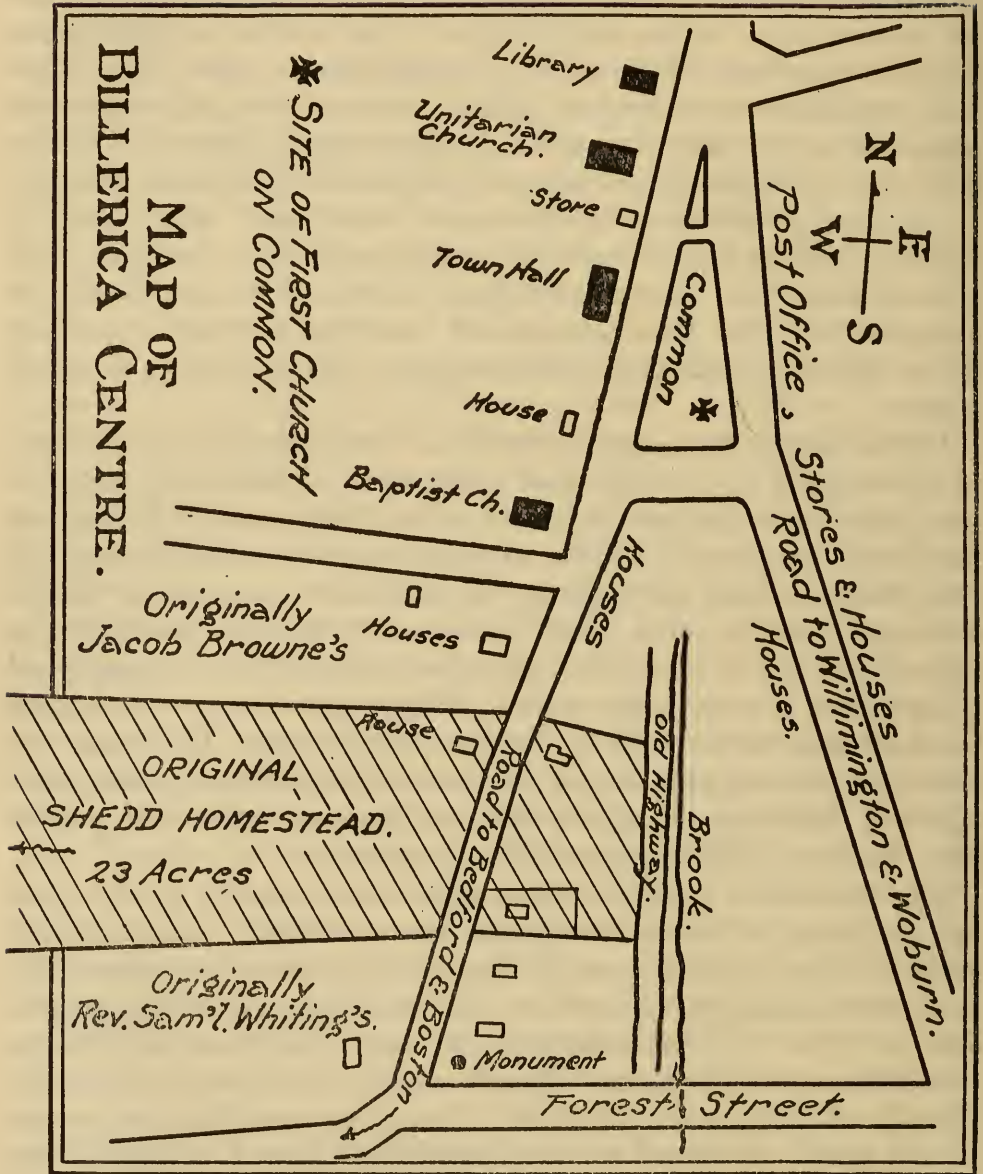 Library
Unitarian
Church.
Store
Town Hall
House
Baptist Ch.
Common
N
E
W
S
Post Office, Stores & Houses
Road to Willimington & Woburn.
Houses.
Houses
✠ SITE OF FIRST CHURCH
ON COMMON.
MAP OF
BILLERICA CENTRE.
Originally
Jacob Browne's
Houses
House
ORIGINAL
SHEDD HOMESTEAD.
23 Acres
Road to Bedford & Boston
Old Highway.
Brook.
Originally
Rev. Sam'l. Whiting's.
Monument
Forest Street.